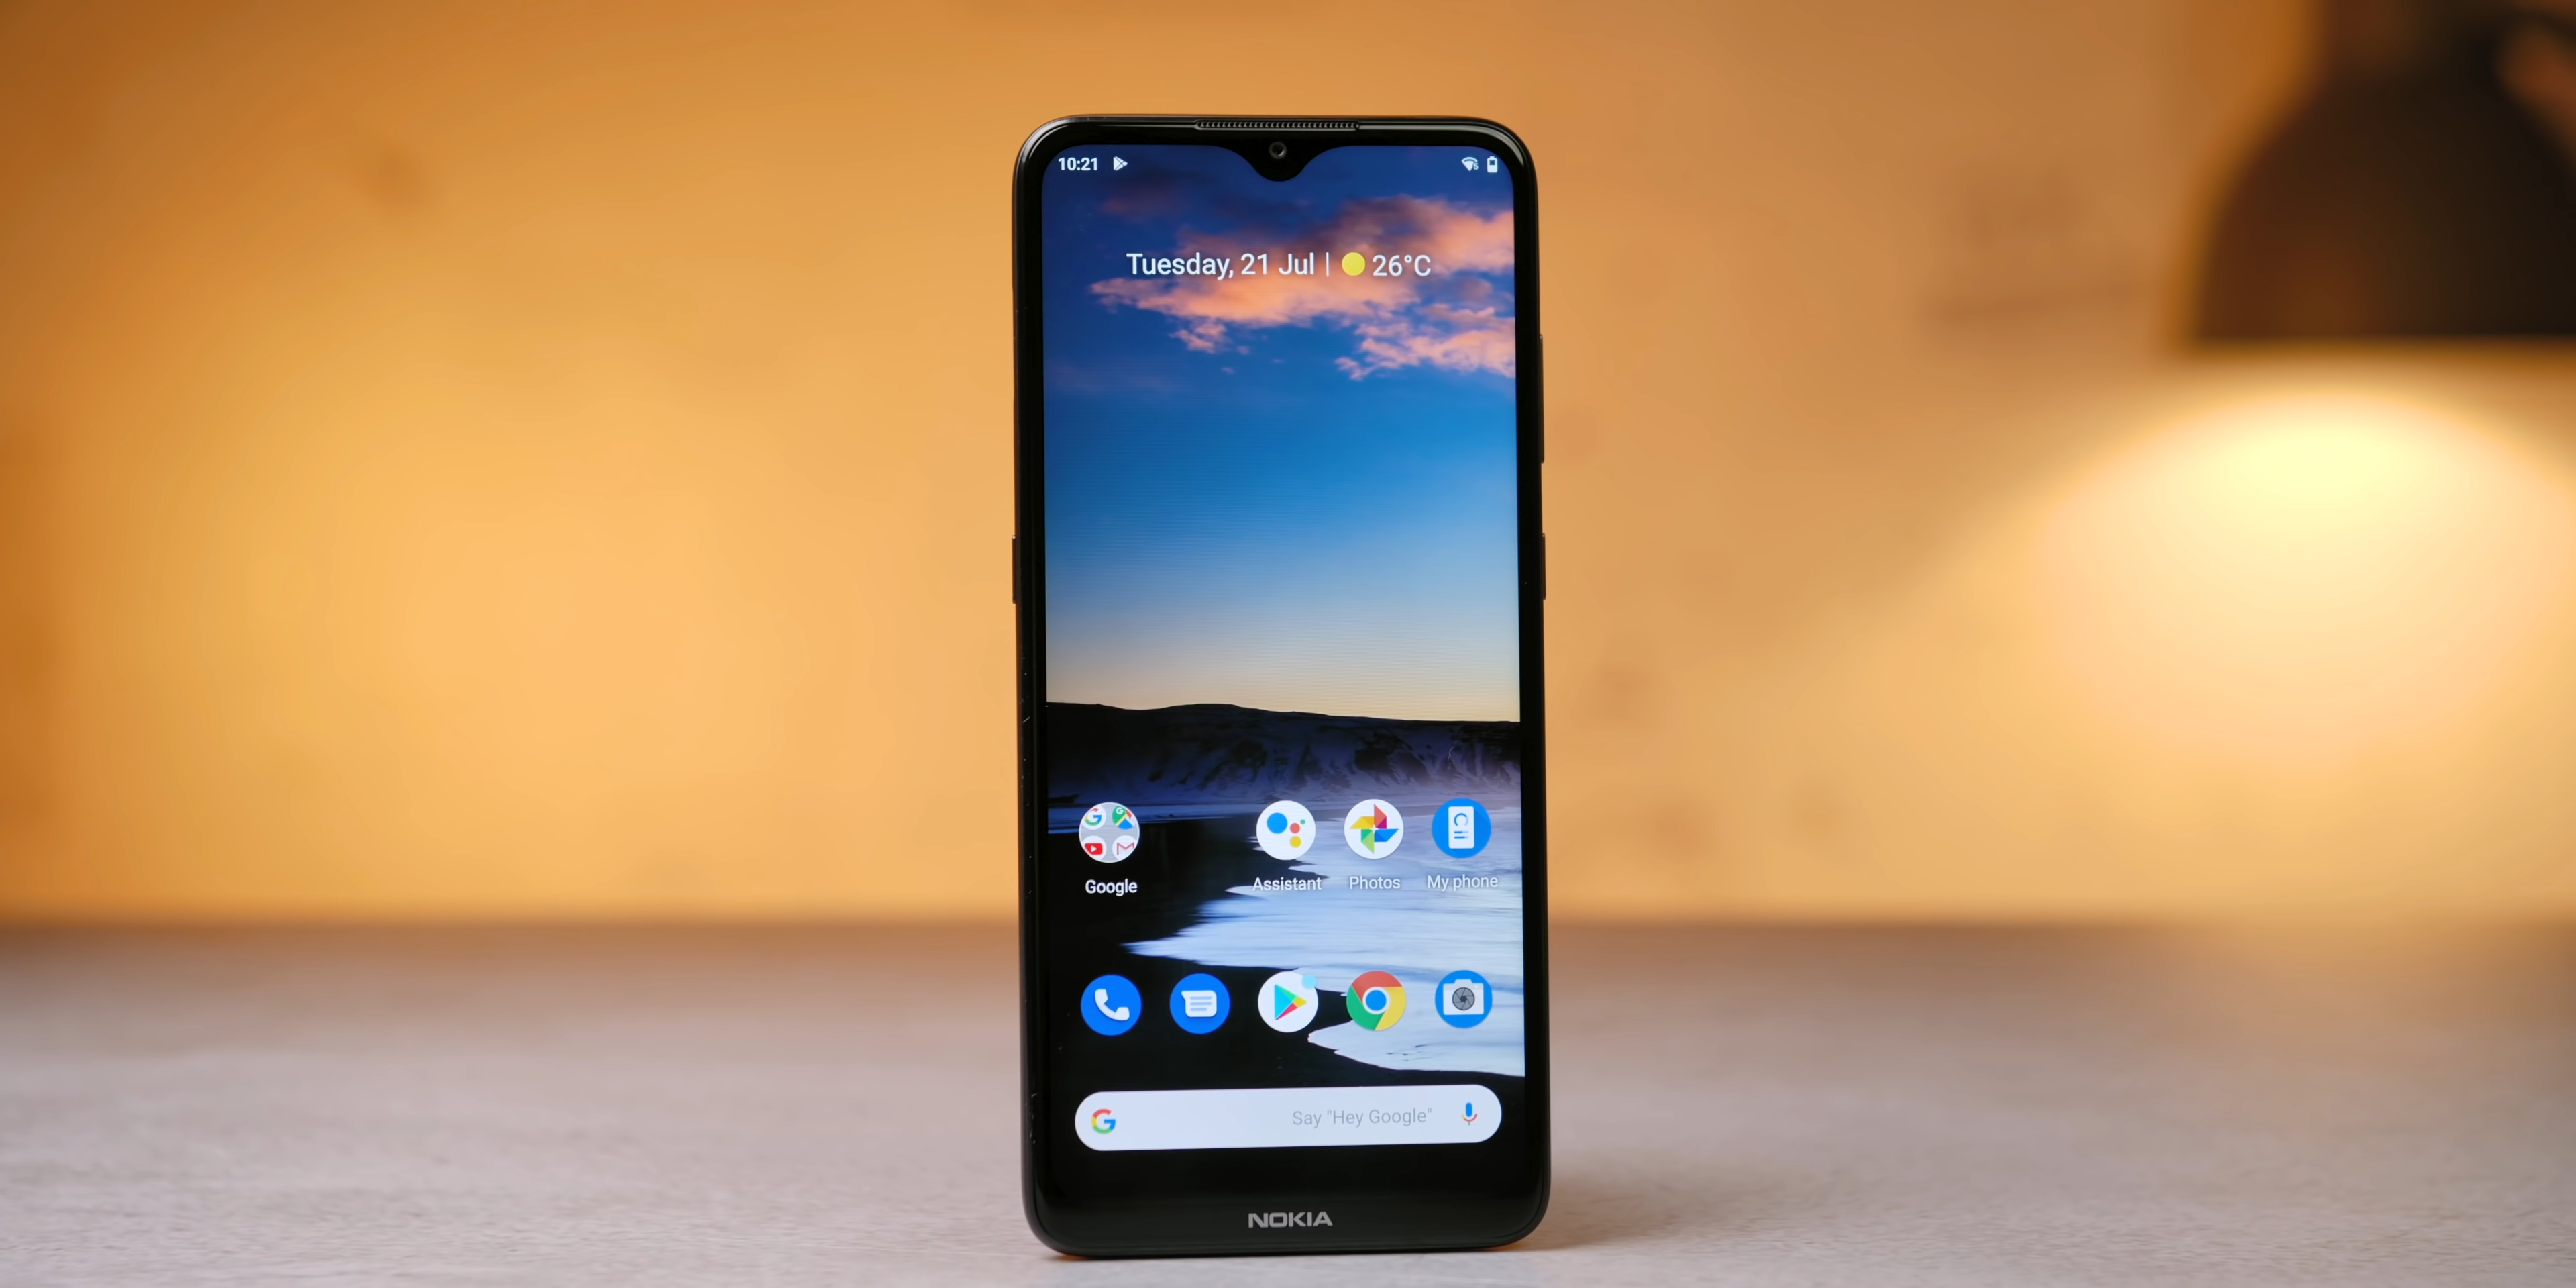 10:21
Tuesday, 21 Jul | 26°C
Google
Assistant
Photos
My phone
Say "Hey Google"
NOKIA